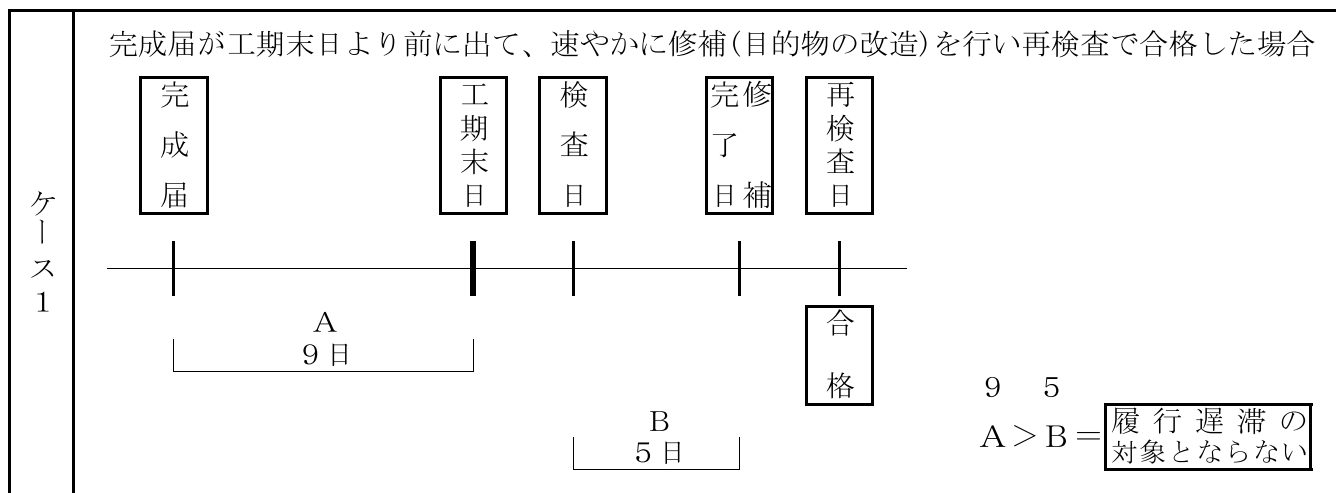 ケース1
完成届が工期末日より前に出て、速やかに修補(目的物の改造)を行い再検査で合格した場合
完成届
工期末日
検査日
修補
完了日
再検査日
合格
A
9日
B
5日
9 5
A>B=
履行遅滞の
対象とならない